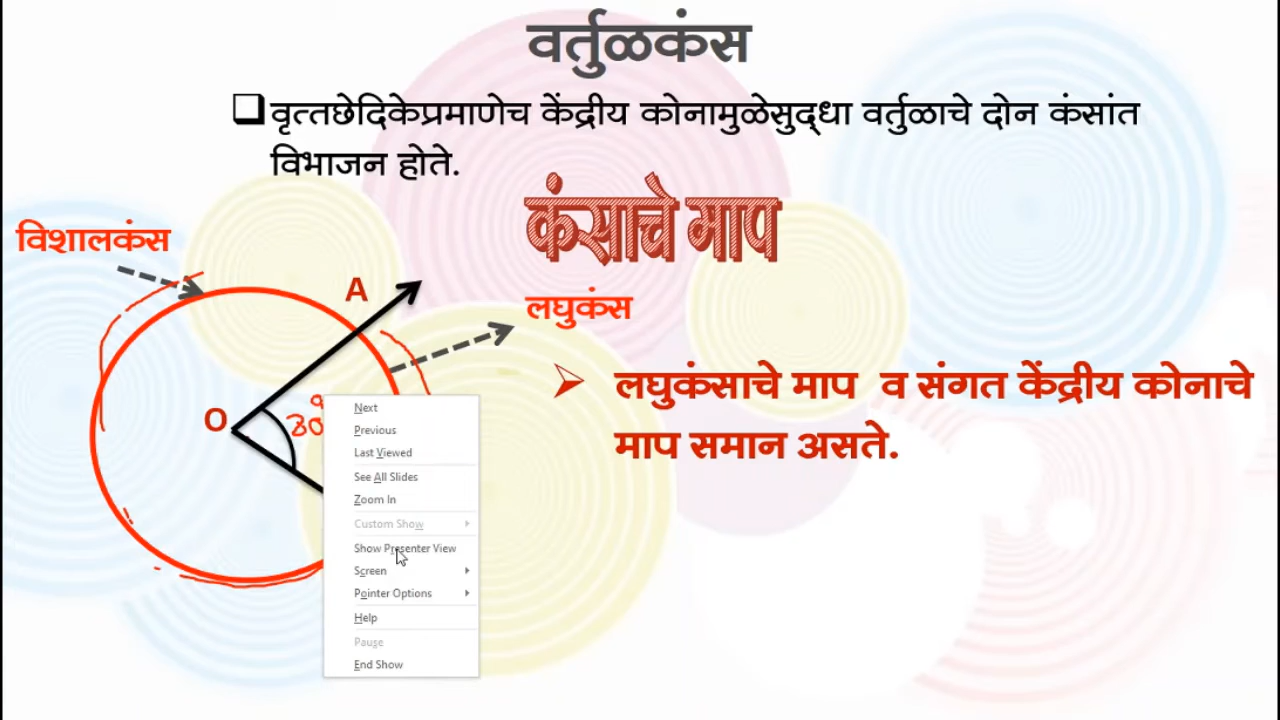 वर्तुळकंस
वृत्तछेदिकेप्रमाणेच केंद्रीय कोनामुळेसुद्धा वर्तुळाचे दोन कंसांत
विभाजन होते.
कंसाचे माप
विशालकंस
A
लघुकंस
लघुकंसाचे माप व संगत केंद्रीय कोनाचे
माप समान असते.
O
30
Next
Previous
Last Viewed
See All Slides
Zoom In
Custom Show
Show Presenter View
Screen
Pointer Options
Help
Pause
End Show